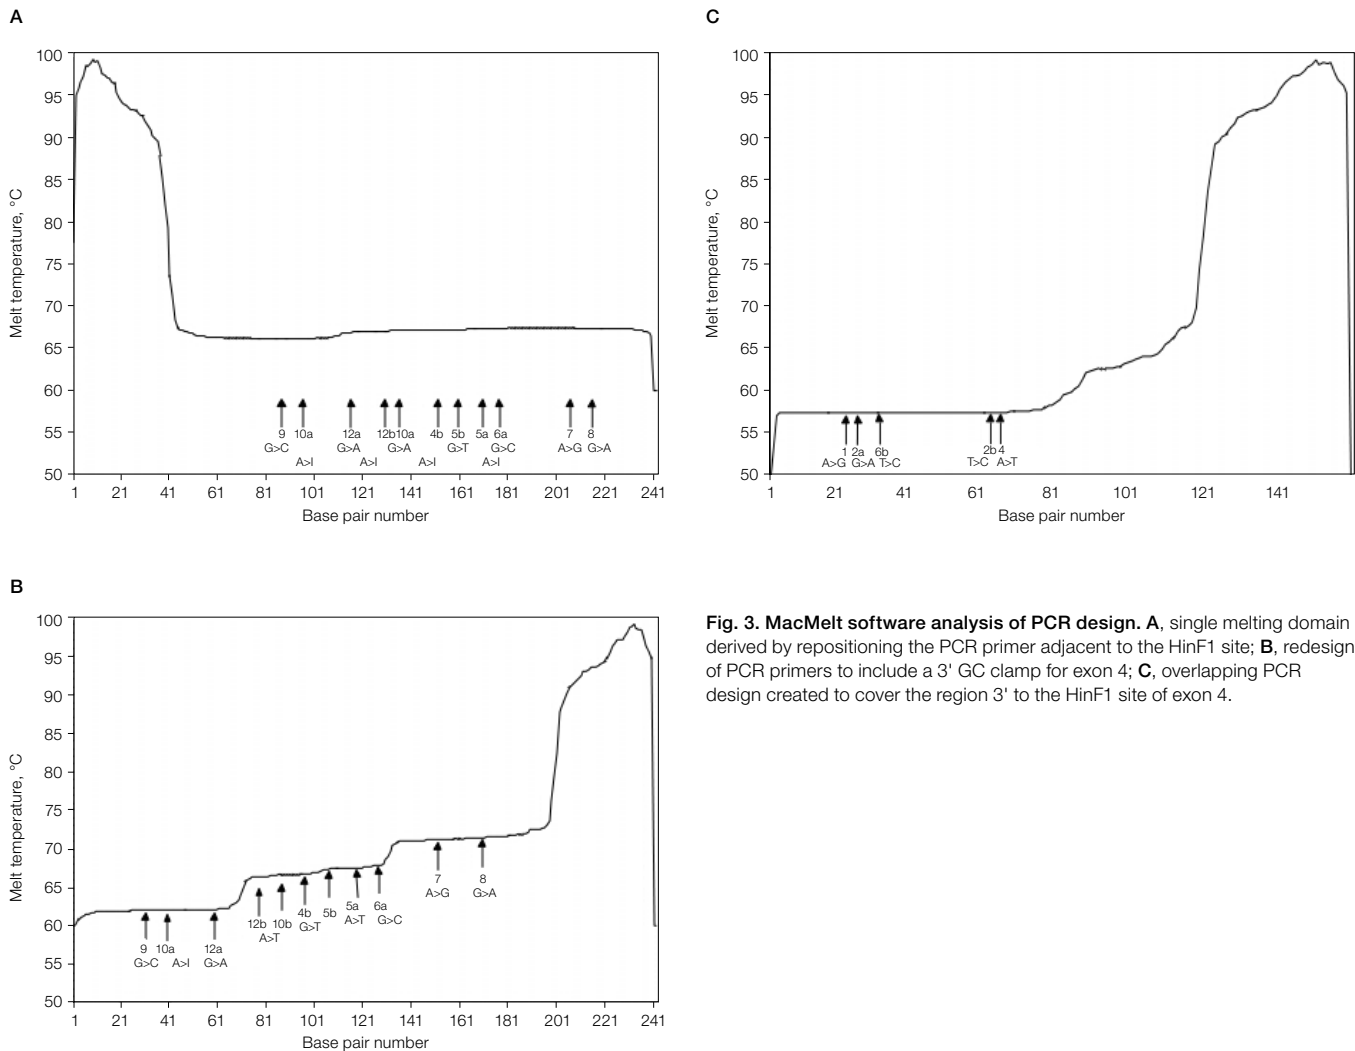 A
100
95
90
85
80
75
70
65
60
55
50
Melt temperature, °C
9 10a 12a 12b 10a 4b 5b 5a 6a 7 8
G>C G>A G>A G>T G>C A>G G>A
A>I A>I A>I A>I
1 21 41 61 81 101 121 141 161 181 201 221 241
Base pair number
C
100
95
90
85
80
75
70
65
60
55
50
Melt temperature, °C
1 2a 6b 2b 4
A>G G>A T>C T>C A>T
1 21 41 61 81 101 121 141
Base pair number
B
100
95
90
85
80
75
70
65
60
55
50
Melt temperature, °C
7 8
A>G G>A
4b 5b 5a 6a
12b 10b G>T A>T G>C
A>T
9 10a 12a
G>C A>I G>A
1 21 41 61 81 101 121 141 161 181 201 221 241
Base pair number
Fig. 3. MacMelt software analysis of PCR design. A, single melting domain
derived by repositioning the PCR primer adjacent to the HinF1 site; B, redesign
of PCR primers to include a 3' GC clamp for exon 4; C, overlapping PCR
design created to cover the region 3' to the HinF1 site of exon 4.